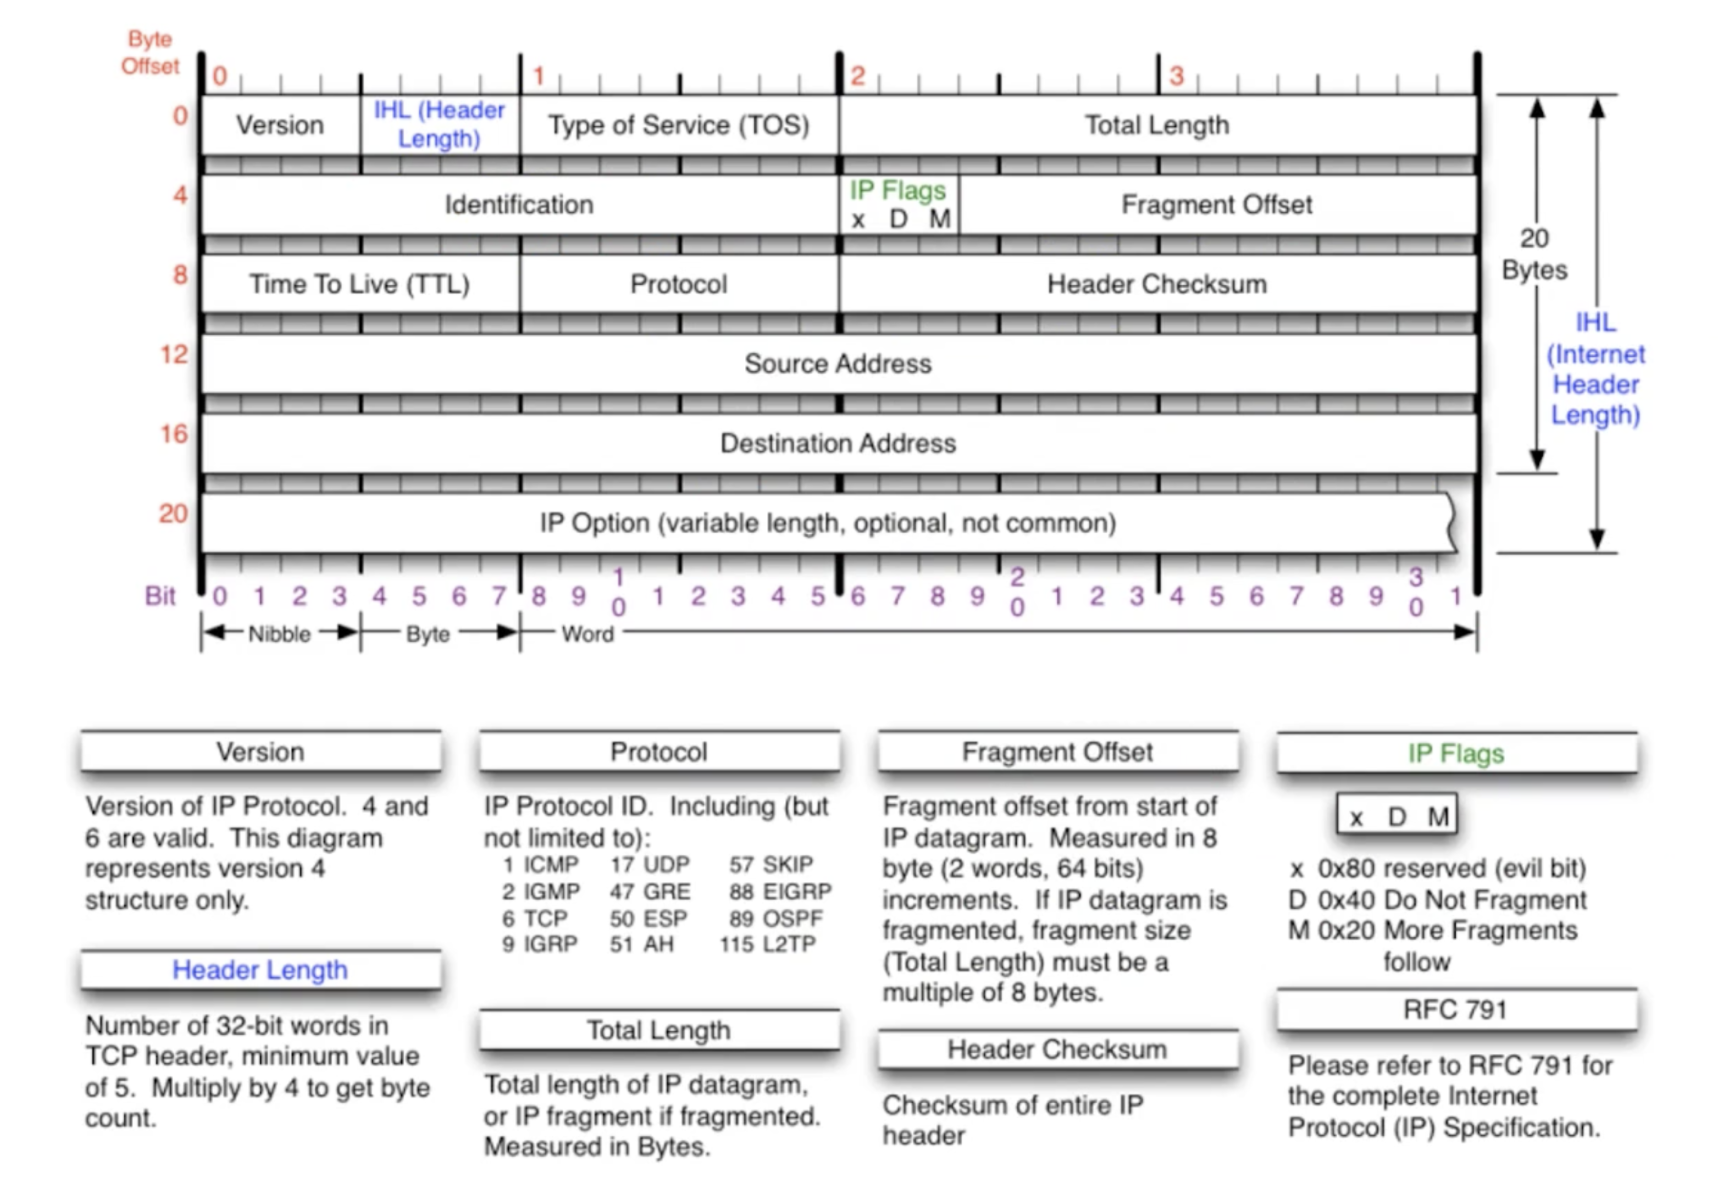 Byte
Offset
0 1 2 3
0 Version IHL (Header Length) Type of Service (TOS) Total Length
4 Identification IP Flags x D M Fragment Offset
8 Time To Live (TTL) Protocol Header Checksum
12 Source Address
16 Destination Address
20 IP Option (variable length, optional, not common)
20
Bytes
IHL
(Internet
Header
Length)
Bit 0 1 2 3 4 5 6 7 8 9 10 1 2 3 4 5 6 7 8 9 20 1 2 3 4 5 6 7 8 9 30 1
Nibble Byte Word
Version
Version of IP Protocol. 4 and
6 are valid. This diagram
represents version 4
structure only.
Header Length
Number of 32-bit words in
TCP header, minimum value
of 5. Multiply by 4 to get byte
count.
Protocol
IP Protocol ID. Including (but
not limited to):
1 ICMP 17 UDP 57 SKIP
2 IGMP 47 GRE 88 EIGRP
6 TCP 50 ESP 89 OSPF
9 IGRP 51 AH 115 L2TP
Total Length
Total length of IP datagram,
or IP fragment if fragmented.
Measured in Bytes.
Fragment Offset
Fragment offset from start of
IP datagram. Measured in 8
byte (2 words, 64 bits)
increments. If IP datagram is
fragmented, fragment size
(Total Length) must be a
multiple of 8 bytes.
Header Checksum
Checksum of entire IP
header
IP Flags
x D M
x 0x80 reserved (evil bit)
D 0x40 Do Not Fragment
M 0x20 More Fragments
follow
RFC 791
Please refer to RFC 791 for
the complete Internet
Protocol (IP) Specification.